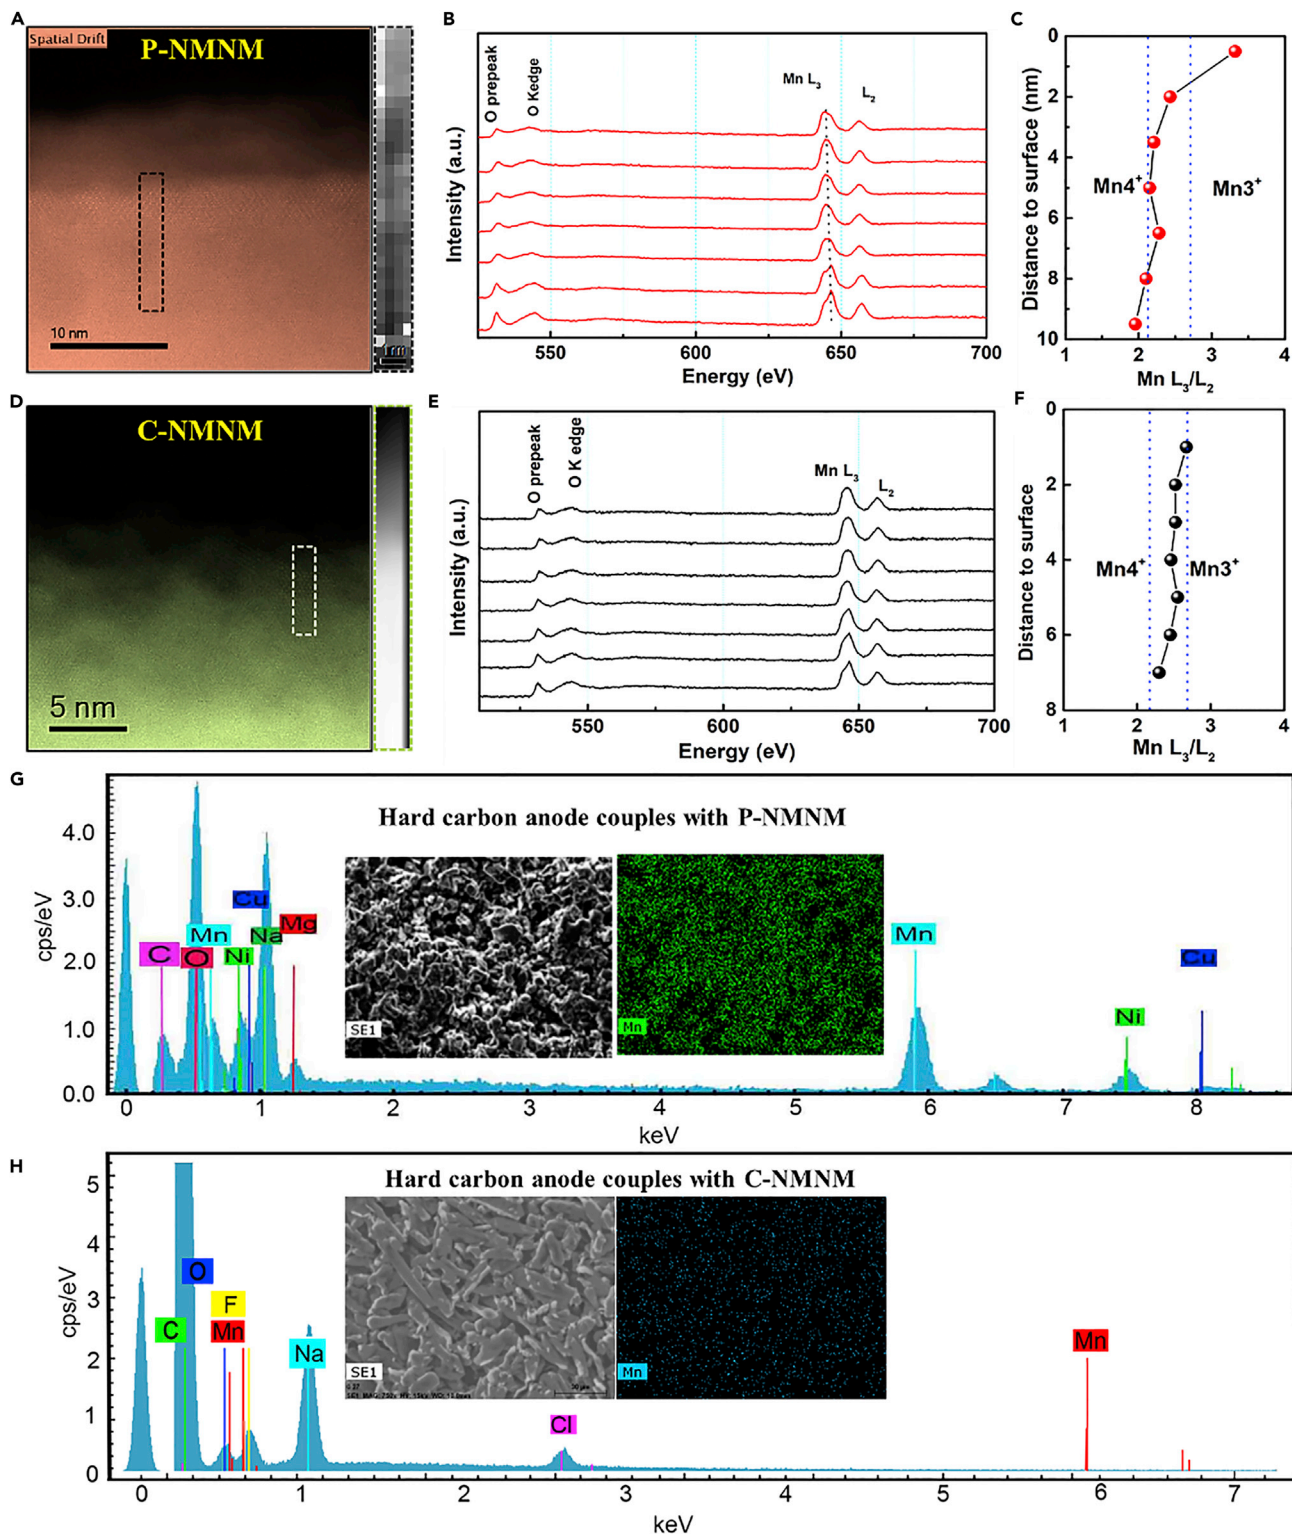 A
Spatial Drift
P-NMNM
10 nm
1 nm
B
O prepeak
O Kedge
Mn L3
L2
Intensity (a.u.)
550
600
650
700
Energy (eV)
C
0
2
4
6
8
10
Distance to surface (nm)
Mn4+
Mn3+
1
2
3
4
Mn L3/L2
D
C-NMNM
5 nm
E
O prepeak
O K edge
Mn L3
L2
Intensity (a.u.)
550
600
650
700
Energy (eV)
F
0
2
4
6
8
Distance to surface
Mn4+
Mn3+
1
2
3
4
Mn L3/L2
G
Hard carbon anode couples with P-NMNM
4.0
3.0
2.0
1.0
0.0
cps/eV
C
O
Mn
Ni
Cu
Na
Mg
SE1
Mn
Mn
Ni
Cu
0
1
2
3
4
5
6
7
8
keV
H
Hard carbon anode couples with C-NMNM
5
4
3
2
1
0
cps/eV
C
O
F
Mn
Na
SE1
Mn
Cl
Mn
0
1
2
3
4
5
6
7
keV